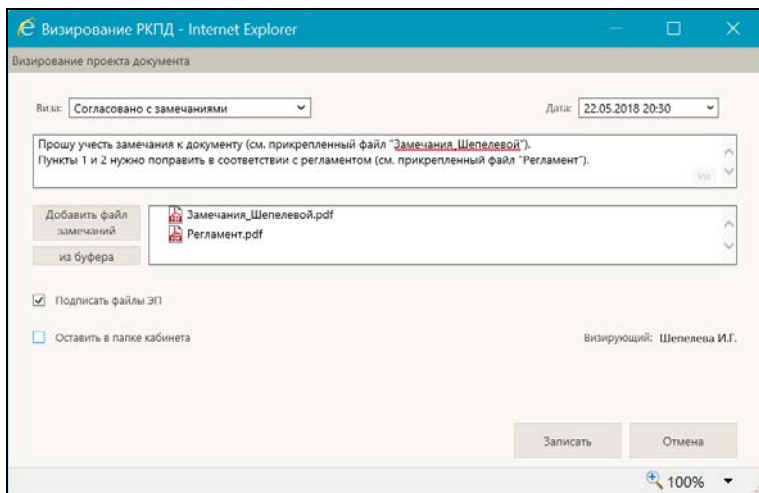 Визирование РКПД - Internet Explorer
Визирование проекта документа
Виза: Согласовано с замечаниями
Дата: 22.05.2018 20:30
Прошу учесть замечания к документу (см. прикрепленный файл "Замечания_Шепелевой").
Пункты 1 и 2 нужно поправить в соответствии с регламентом (см. прикрепленный файл "Регламент").
Добавить файл
замечаний
из буфера
Замечания_Шепелевой.pdf
Регламент.pdf
Подписать файлы ЭП
Оставить в папке кабинета
Визирующий: Шепелева И.Г.
Записать
Отмена
100%